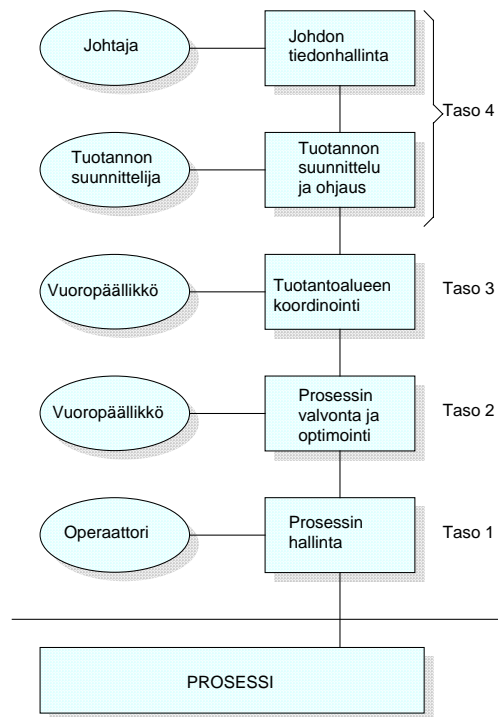 Johtaja
Johdon
tiedonhallinta
Taso 4
Tuotannon
suunnittelija
Tuotannon
suunnittelu
ja ohjaus
Vuoropäällikkö
Tuotantoalueen
koordinointi
Taso 3
Vuoropäällikkö
Prosessin
valvonta ja
optimointi
Taso 2
Operaattori
Prosessin
hallinta
Taso 1
PROSESSI